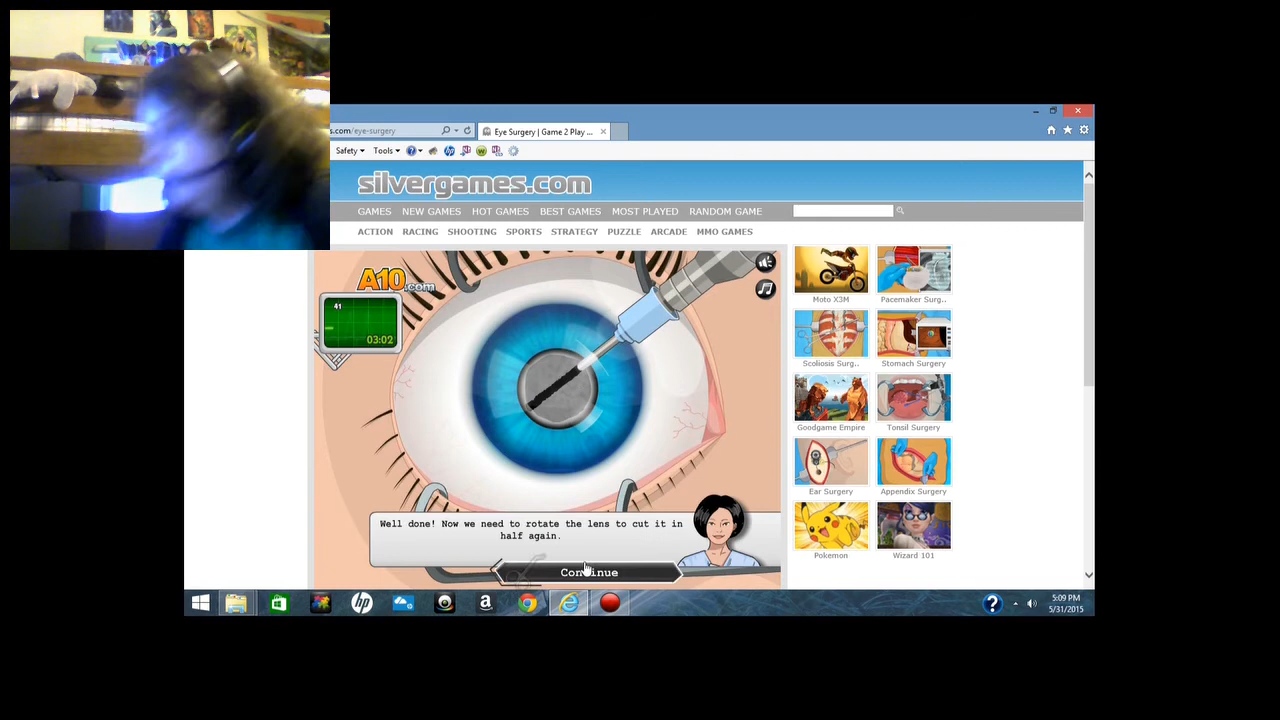 s.com/eye-surgery
Eye Surgery | Game 2 Play ...
Safety
Tools
silvergames.com
GAMES NEW GAMES HOT GAMES BEST GAMES MOST PLAYED RANDOM GAME
ACTION RACING SHOOTING SPORTS STRATEGY PUZZLE ARCADE MMO GAMES
A10.com
41
03:02
Moto X3M
Pacemaker Surg..
Scoliosis Surg..
Stomach Surgery
Goodgame Empire
Tonsil Surgery
Ear Surgery
Appendix Surgery
Pokemon
Wizard 101
Well done! Now we need to rotate the lens to cut it in
half again.
Continue
5:09 PM
5/31/2015